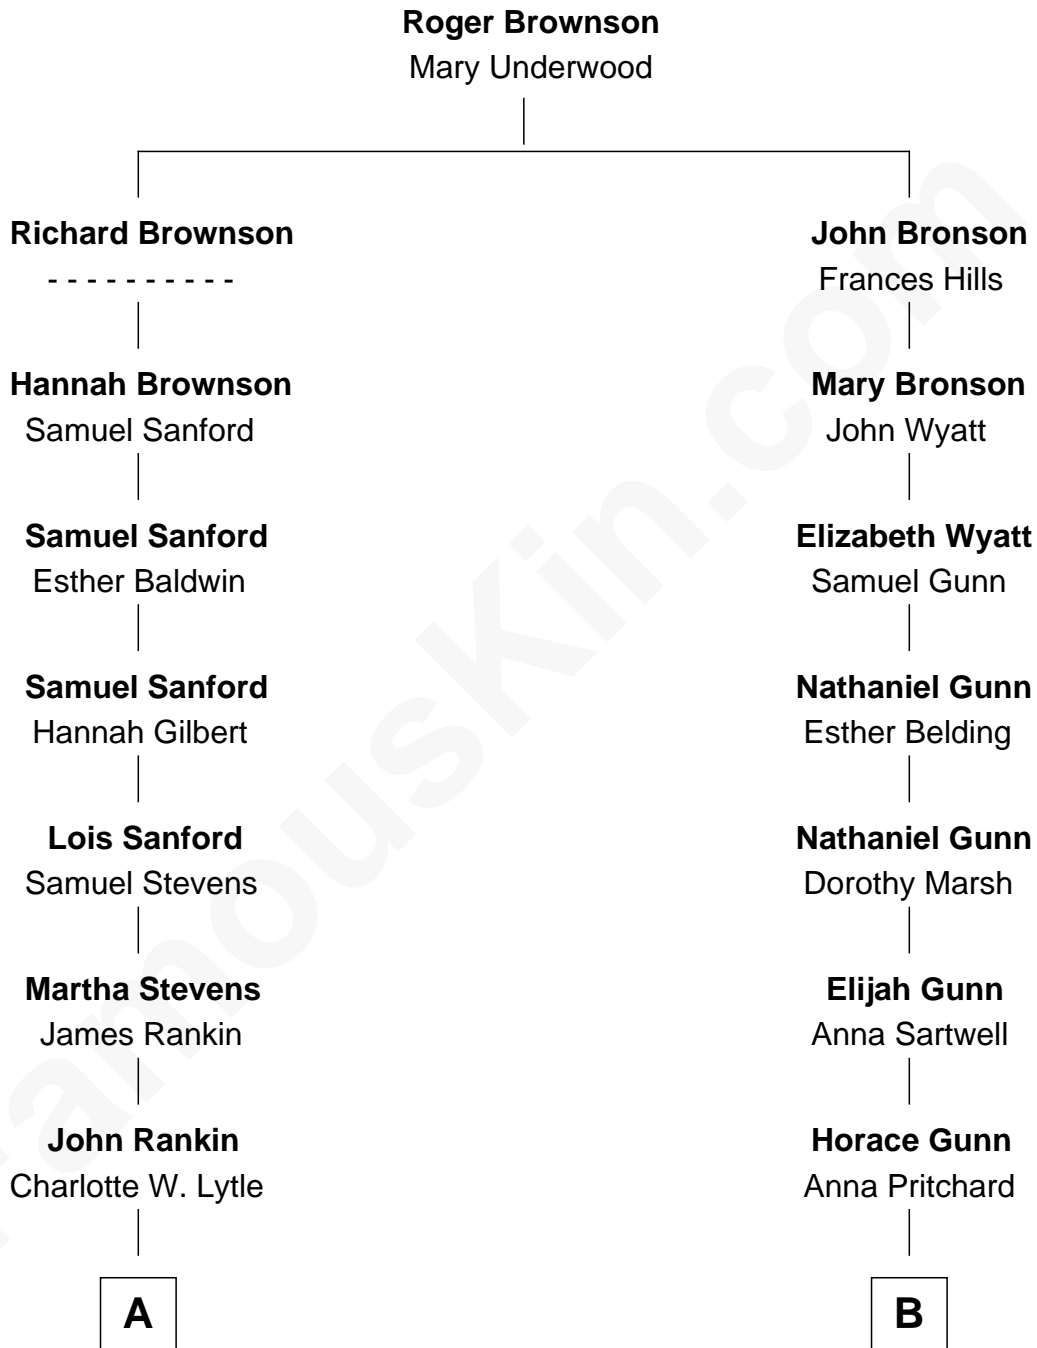 Roger Brownson
Mary Underwood
Richard Brownson
- - - - - - - - - -
John Bronson
Frances Hills
Hannah Brownson
Samuel Sanford
Mary Bronson
John Wyatt
Samuel Sanford
Esther Baldwin
Elizabeth Wyatt
Samuel Gunn
Samuel Sanford
Hannah Gilbert
Nathaniel Gunn
Esther Belding
Lois Sanford
Samuel Stevens
Nathaniel Gunn
Dorothy Marsh
Martha Stevens
James Rankin
Elijah Gunn
Anna Sartwell
John Rankin
Charlotte W. Lytle
Horace Gunn
Anna Pritchard
A
B
FamousKin.com